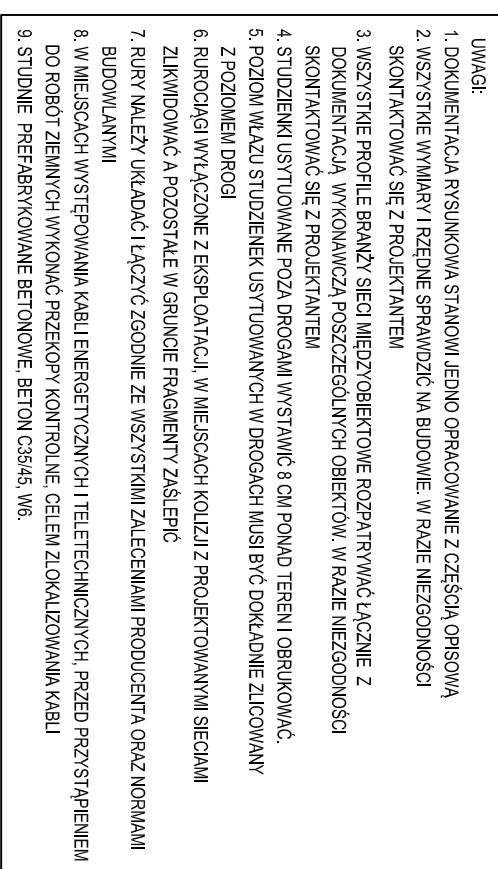 UWAGI:
1. DOKUMENTACJA RYSUNKOWA STANOWI JEDNO OPRACOWANIE Z CZĘŚCIĄ OPISOWĄ
2. WSZYSTKIE WYMIARY I RZĘDNE SPRAWDZIĆ NA BUDOWIE. W RAZIE NIEZGODNOŚCI
SKONTAKTOWAĆ SIĘ Z PROJEKTANTEM
3. WSZYSTKIE PROFILE BRANŻY SIECI MIĘDZYOBIEKTOWE ROZPATRYWAĆ ŁĄCZNIE Z
DOKUMENTACJĄ WYKONAWCZĄ POSZCZEGÓLNYCH OBIEKTÓW. W RAZIE NIEZGODNOŚCI
SKONTAKTOWAĆ SIĘ Z PROJEKTANTEM
4. STUDZIENKI USYTUOWANE POZA DROGAMI WYSTAWIĆ 8 CM PONAD TEREN I OBRUKOWAĆ.
5. POZIOM WŁAZU STUDZIENEK USYTUOWANYCH W DROGACH MUSI BYĆ DOKŁADNIE ZLICOWANY
Z POZIOMEM DROGI
6. RUROCIĄGI WYŁĄCZONE Z EKSPLOATACJI, W MIEJSCACH KOLIZJI Z PROJEKTOWANYMI SIECIAMI
ZLIKWIDOWAĆ A POZOSTAŁE W GRUNCIE FRAGMENTY ZAŚLEPIĆ
7. RURY NALEŻY UKŁADAĆ I ŁĄCZYĆ ZGODNIE ZE WSZYSTKIMI ZALECENIAMI PRODUCENTA ORAZ NORMAMI
BUDOWLANYMI
8. W MIEJSCACH WYSTĘPOWANIA KABLI ENERGETYCZNYCH I TELETECHNICZNYCH, PRZED PRZYSTĄPIENIEM
DO ROBÓT ZIEMNYCH WYKONAĆ PRZEKOPY KONTROLNE, CELEM ZLOKALIZOWANIA KABLI
9. STUDNIE PREFABRYKOWANE BETONOWE, BETON C35/45, W6.